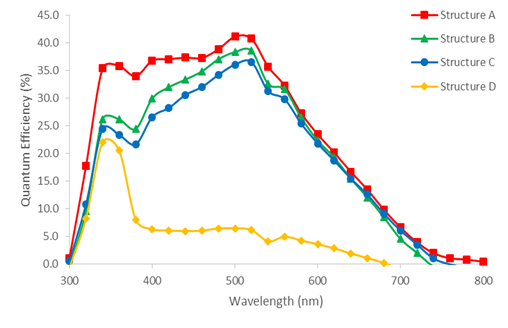 45.0
40.0
35.0
30.0
25.0
20.0
15.0
10.0
5.0
0.0
Quantum Efficiency (%)
300 400 500 600 700 800
Wavelength (nm)
Structure A
Structure B
Structure C
Structure D